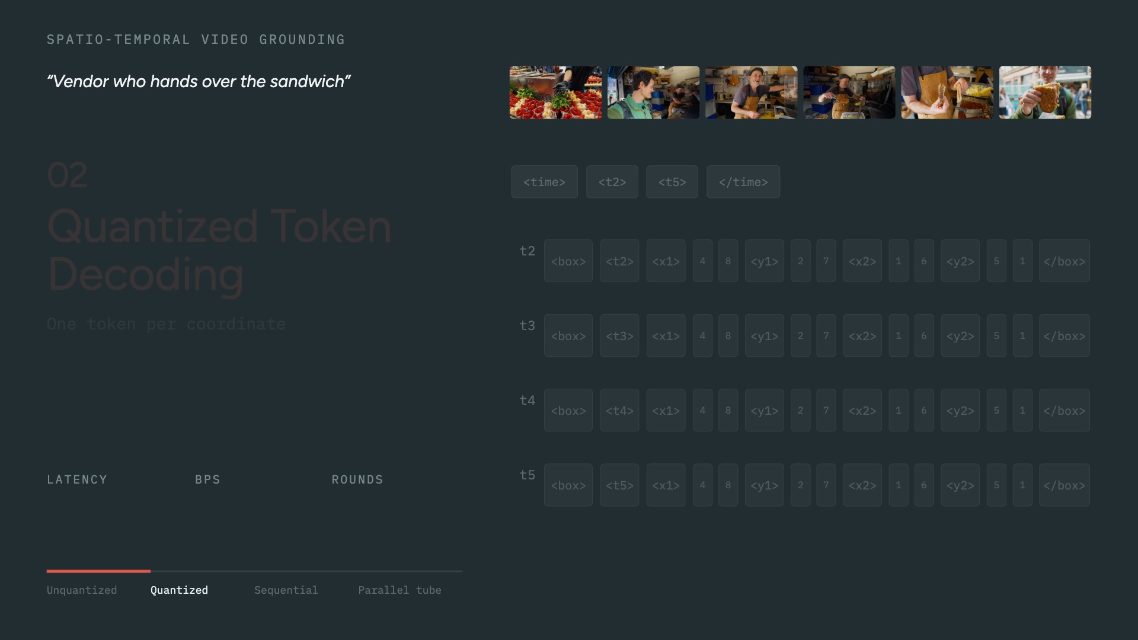 SPATIO-TEMPORAL VIDEO GROUNDING
“Vendor who hands over the sandwich”
02
Quantized Token
Decoding
One token per coordinate
LATENCY BPS ROUNDS
Unquantized Quantized Sequential Parallel tube
<time> <t2> <t5> </time>
t2 <box> <t2> <x1> 4 8 <y1> 2 7 <x2> 1 6 <y2> 5 1 </box>
t3 <box> <t3> <x1> 4 8 <y1> 2 7 <x2> 1 6 <y2> 5 1 </box>
t4 <box> <t4> <x1> 4 8 <y1> 2 7 <x2> 1 6 <y2> 5 1 </box>
t5 <box> <t5> <x1> 4 8 <y1> 2 7 <x2> 1 6 <y2> 5 1 </box>